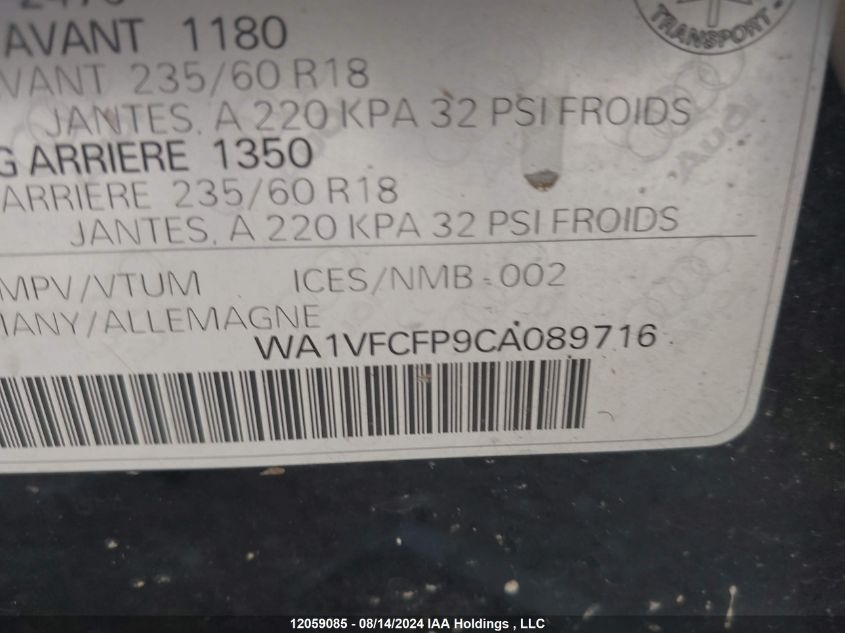 AVANT 1180
TRANSPORT
AVANT 235/60 R18
JANTES, A 220 KPA 32 PSI FROIDS
G ARRIERE 1350
ARRIERE 235/60 R18
JANTES, A 220 KPA 32 PSI FROIDS
MPV/VTUM ICES/NMB-002
MANY/ALLEMAGNE
WA1VFCFP9CA089716
12059085 - 08/14/2024 IAA Holdings , LLC